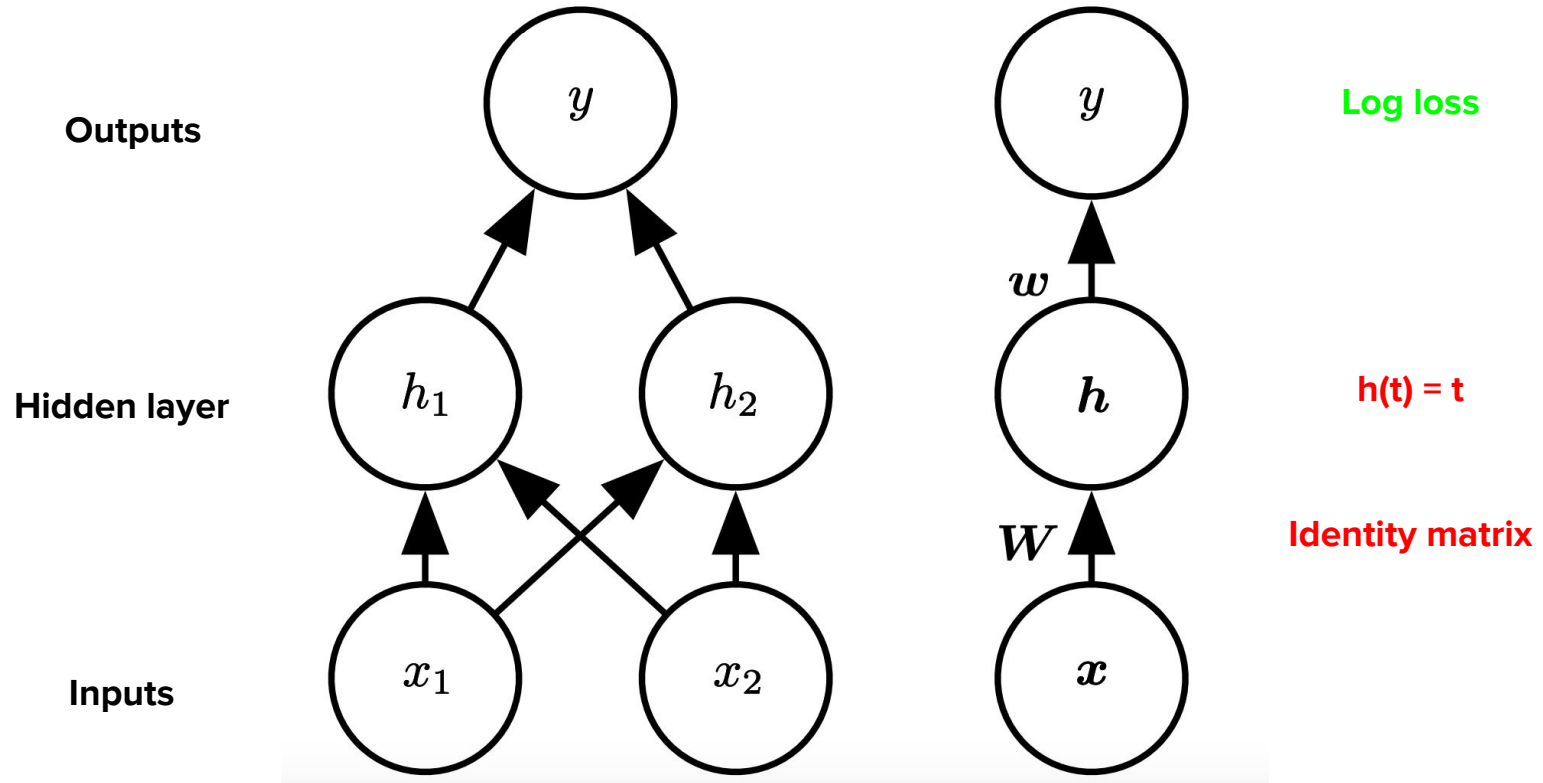 Outputs
y
y
Log loss
w
Hidden layer
h₁
h₂
h
h(t) = t
W
Identity matrix
Inputs
x₁
x₂
x